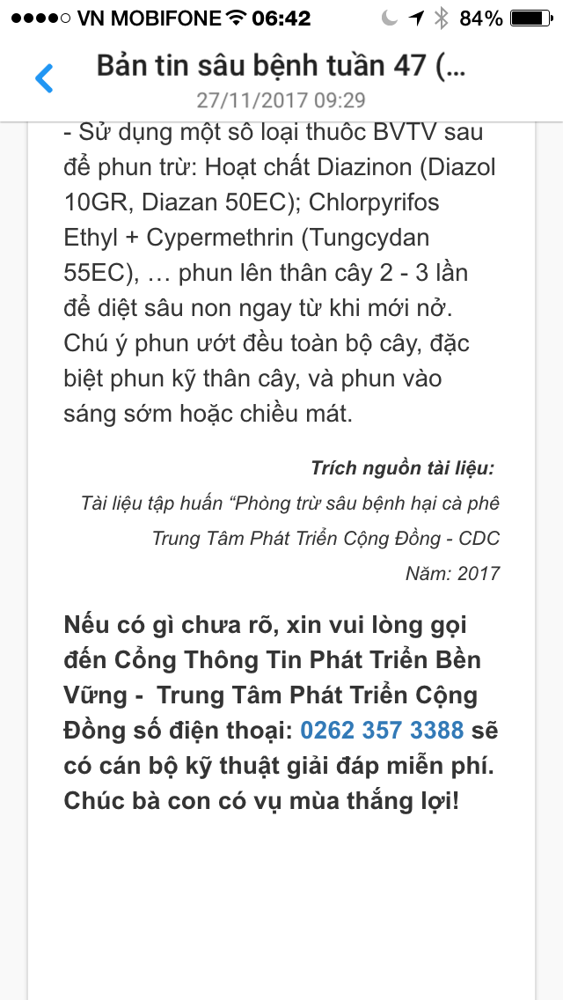 VN MOBIFONE 06:42 84%
Bản tin sâu bệnh tuần 47 (...
27/11/2017 09:29
- Sử dụng một số loại thuốc BVTV sau
để phun trừ: Hoạt chất Diazinon (Diazol
10GR, Diazan 50EC); Chlorpyrifos
Ethyl + Cypermethrin (Tungcydan
55EC), … phun lên thân cây 2 - 3 lần
để diệt sâu non ngay từ khi mới nở.
Chú ý phun ướt đều toàn bộ cây, đặc
biệt phun kỹ thân cây, và phun vào
sáng sớm hoặc chiều mát.
Trích nguồn tài liệu:
Tài liệu tập huấn “Phòng trừ sâu bệnh hại cà phê
Trung Tâm Phát Triển Cộng Đồng - CDC
Năm: 2017
Nếu có gì chưa rõ, xin vui lòng gọi
đến Cổng Thông Tin Phát Triển Bền
Vững - Trung Tâm Phát Triển Cộng
Đồng số điện thoại: 0262 357 3388 sẽ
có cán bộ kỹ thuật giải đáp miễn phí.
Chúc bà con có vụ mùa thắng lợi!